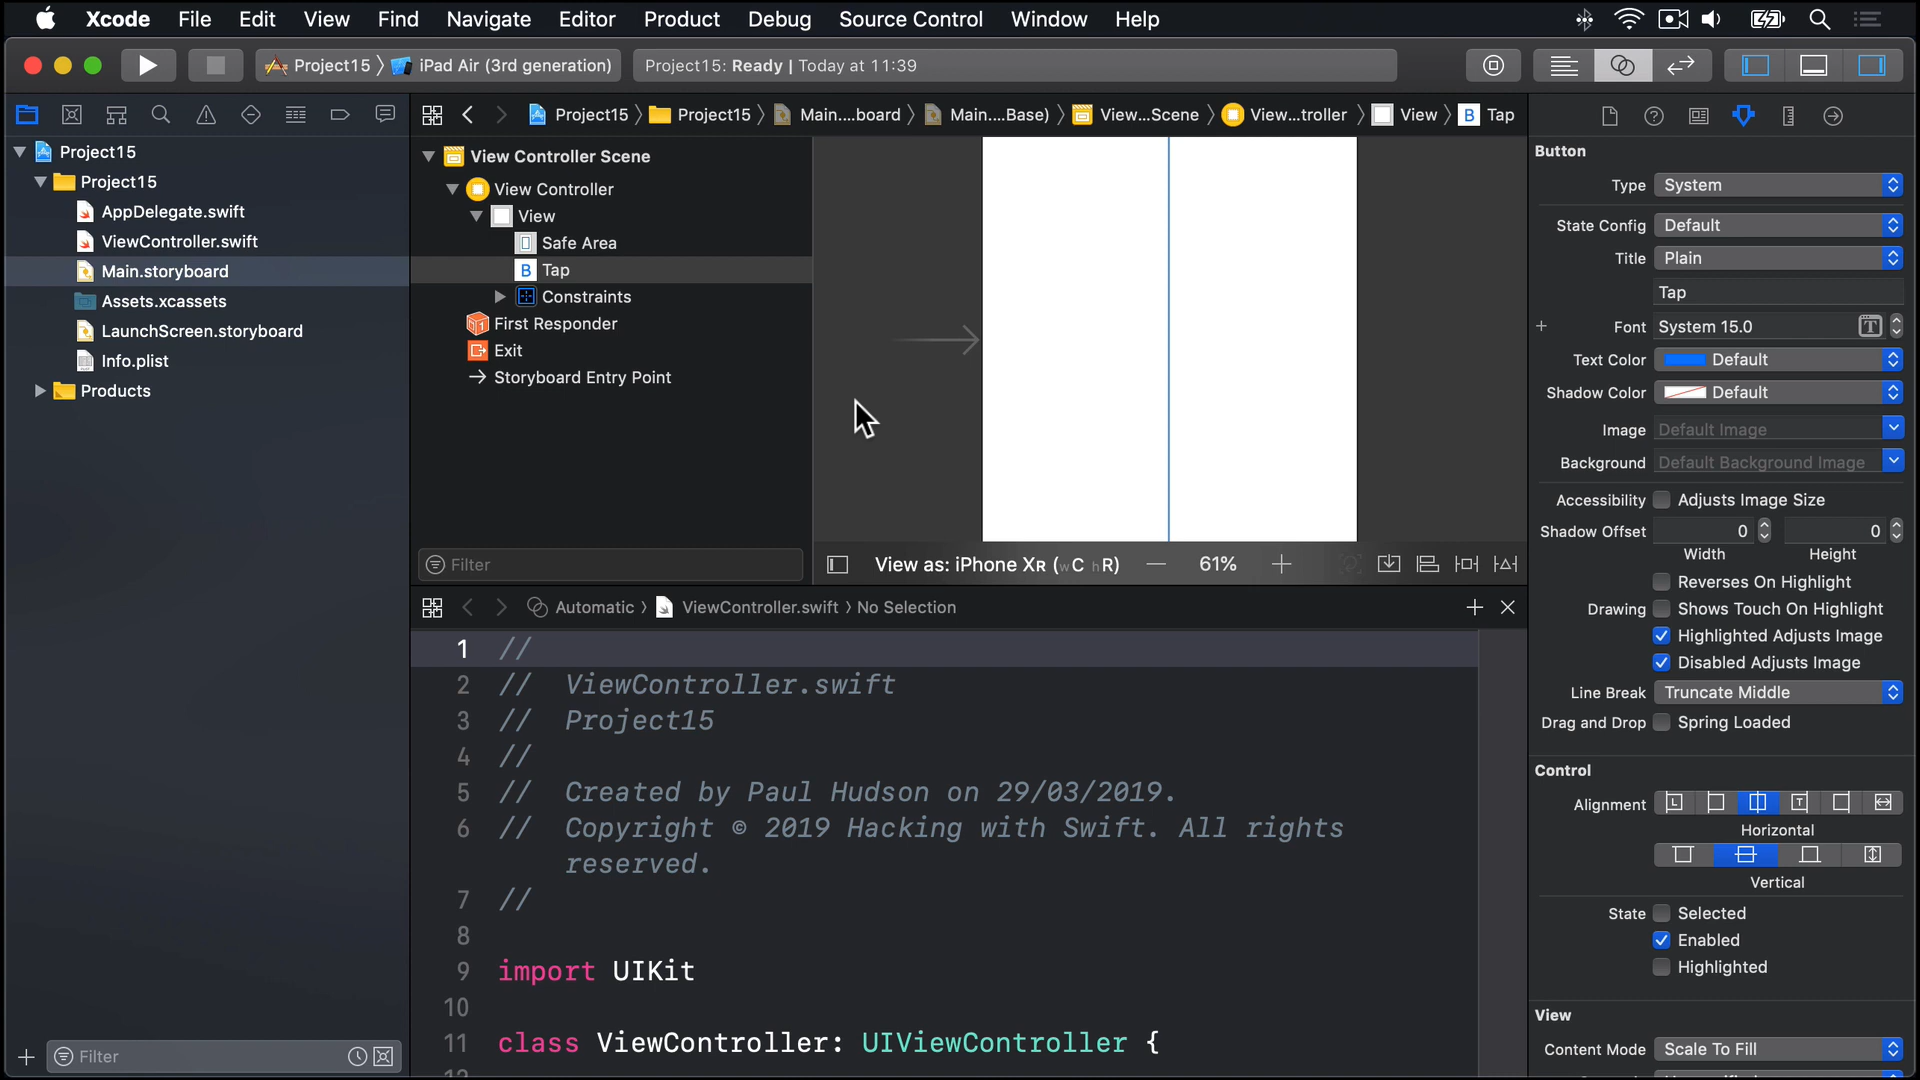 Xcode File Edit View Find Navigate Editor Product Debug Source Control Window Help
Project15 iPad Air (3rd generation)
Project15: Ready | Today at 11:39
Project15 Project15 Main....board Main....Base) View...Scene View...troller View B Tap
Project15
Project15
AppDelegate.swift
ViewController.swift
Main.storyboard
Assets.xcassets
LaunchScreen.storyboard
Info.plist
Products
Filter
View Controller Scene
View Controller
View
Safe Area
B Tap
Constraints
First Responder
Exit
Storyboard Entry Point
Filter
View as: iPhone XR (wC hR) — 61% +
Automatic ViewController.swift No Selection
1 //
2 //  ViewController.swift
3 //  Project15
4 //
5 //  Created by Paul Hudson on 29/03/2019.
6 //  Copyright © 2019 Hacking with Swift. All rights
reserved.
7 //
8
9 import UIKit
10
11 class ViewController: UIViewController {
Button
Type System
State Config Default
Title Plain
Tap
+ Font System 15.0 T
Text Color Default
Shadow Color Default
Image Default Image
Background Default Background Image
Accessibility Adjusts Image Size
Shadow Offset 0 0
Width Height
Reverses On Highlight
Drawing Shows Touch On Highlight
Highlighted Adjusts Image
Disabled Adjusts Image
Line Break Truncate Middle
Drag and Drop Spring Loaded
Control
Alignment
Horizontal
Vertical
State Selected
Enabled
Highlighted
View
Content Mode Scale To Fill